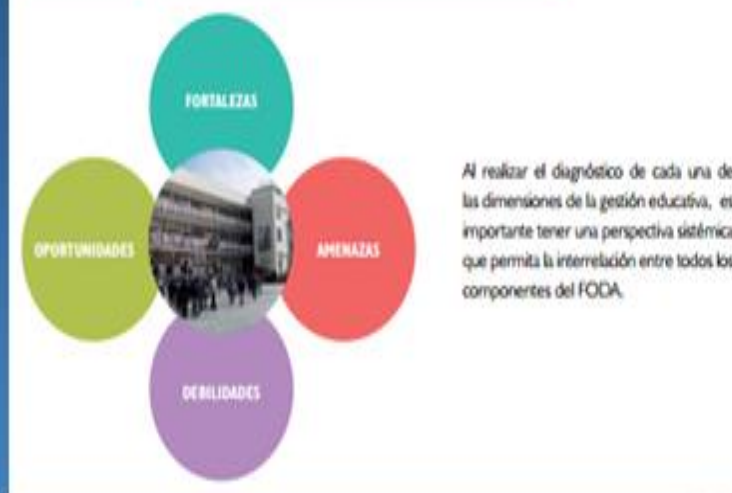 FORTALEZAS
OPORTUNIDADES
AMENAZAS
DEBILIDADES
Al realizar el diagnóstico de cada una de
las dimensiones de la gestión educativa, es
importante tener una perspectiva sistémica
que permita la interrelación entre todos los
componentes del FODA.